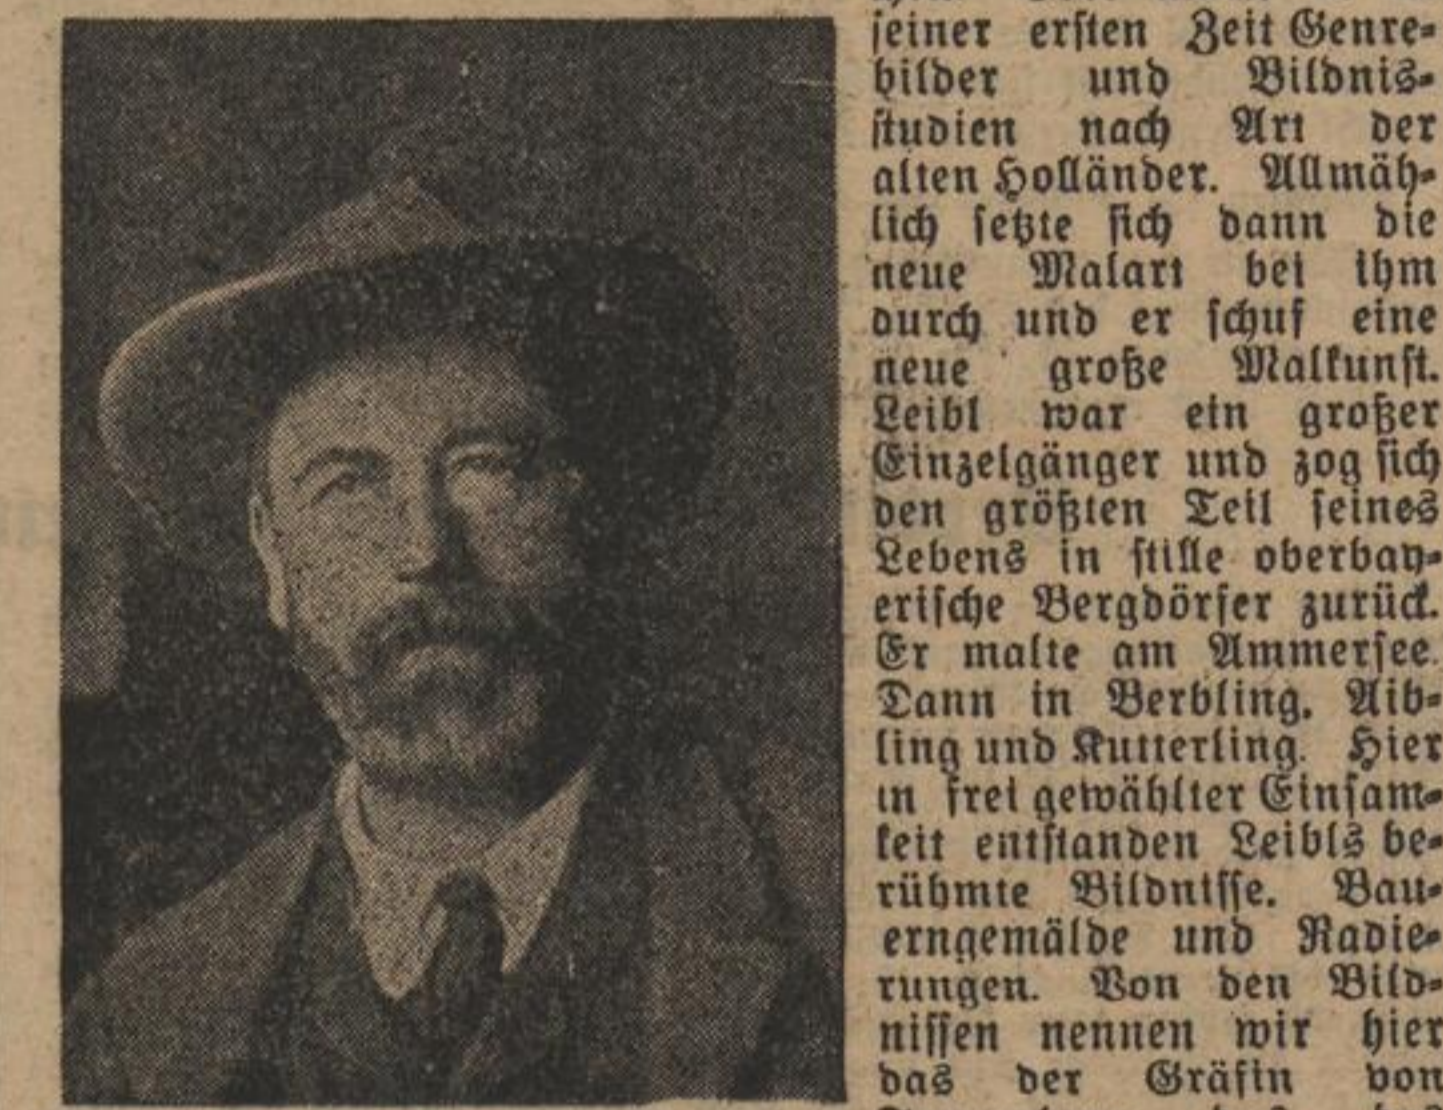 seiner ersten Zeit Genre-
bilder und Bildnis-
studien nach Art der
alten Holländer. Allmäh-
lich setzte sich dann die
neue Malart bei ihm
durch und er schuf eine
neue große Malkunst.
Leibl war ein großer
Einzelgänger und zog sich
den größten Teil seines
Lebens in stille oberbay-
erische Bergdörfer zurück.
Er malte am Ammersee.
Dann in Berbling, Aib-
ling und Kutterling. Hier
in frei gewählter Einsam-
keit entstanden Leibls be-
rühmte Bildnisse. Bau-
erngemälde und Radie-
rungen. Von den Bild-
nissen nennen wir hier
das der Gräfin von